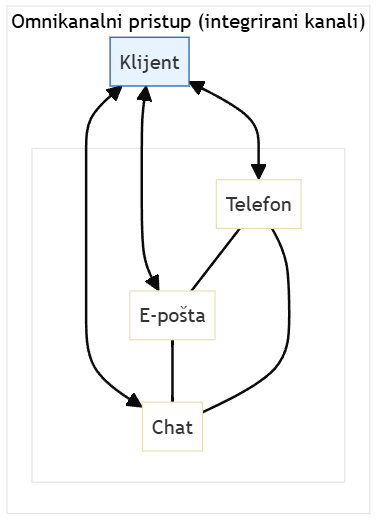 Omnikanalni pristup (integrirani kanali)
Klijent
Telefon
E-pošta
Chat